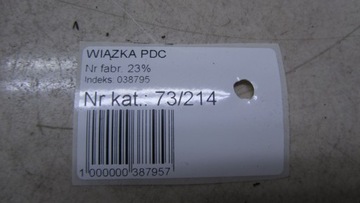 WIĄZKA PDC
Nr fabr. 23%
Indeks. 038795
Nr kat.: 73/214
1 000000 387957